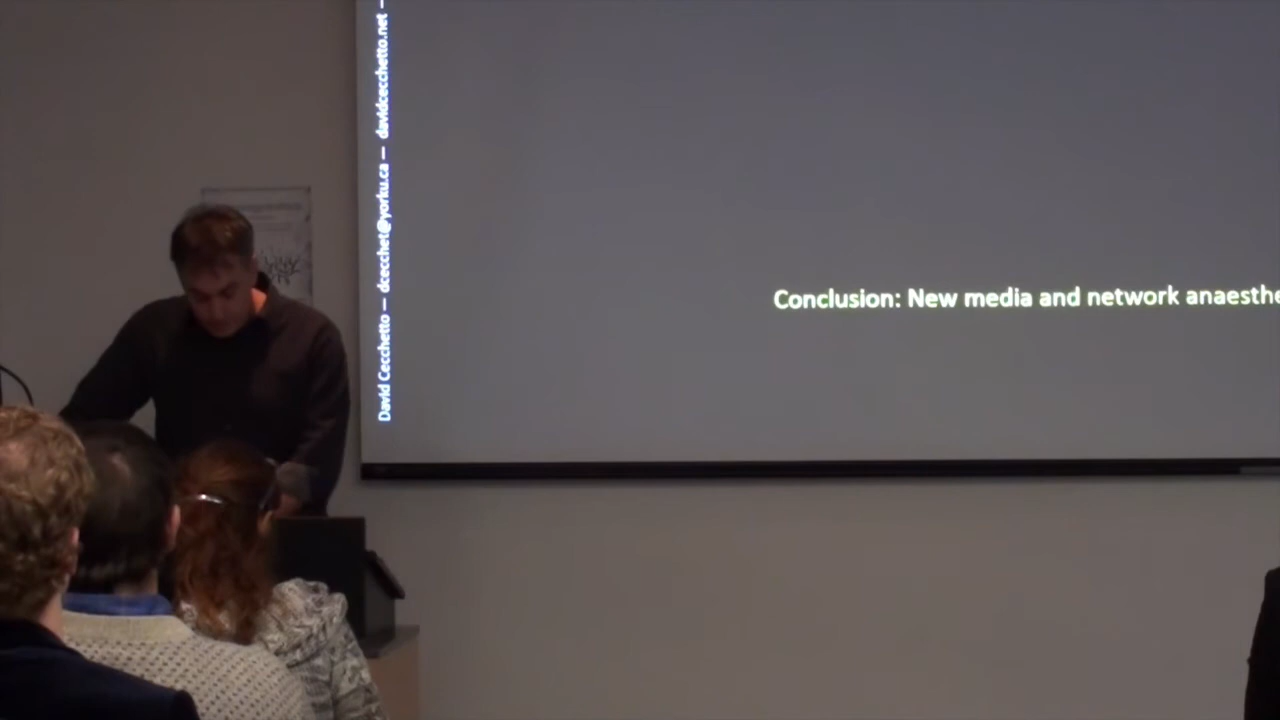 David Cecchetto — dcecchet@yorku.ca — davidcecchetto.net —
Conclusion: New media and network anaesthe